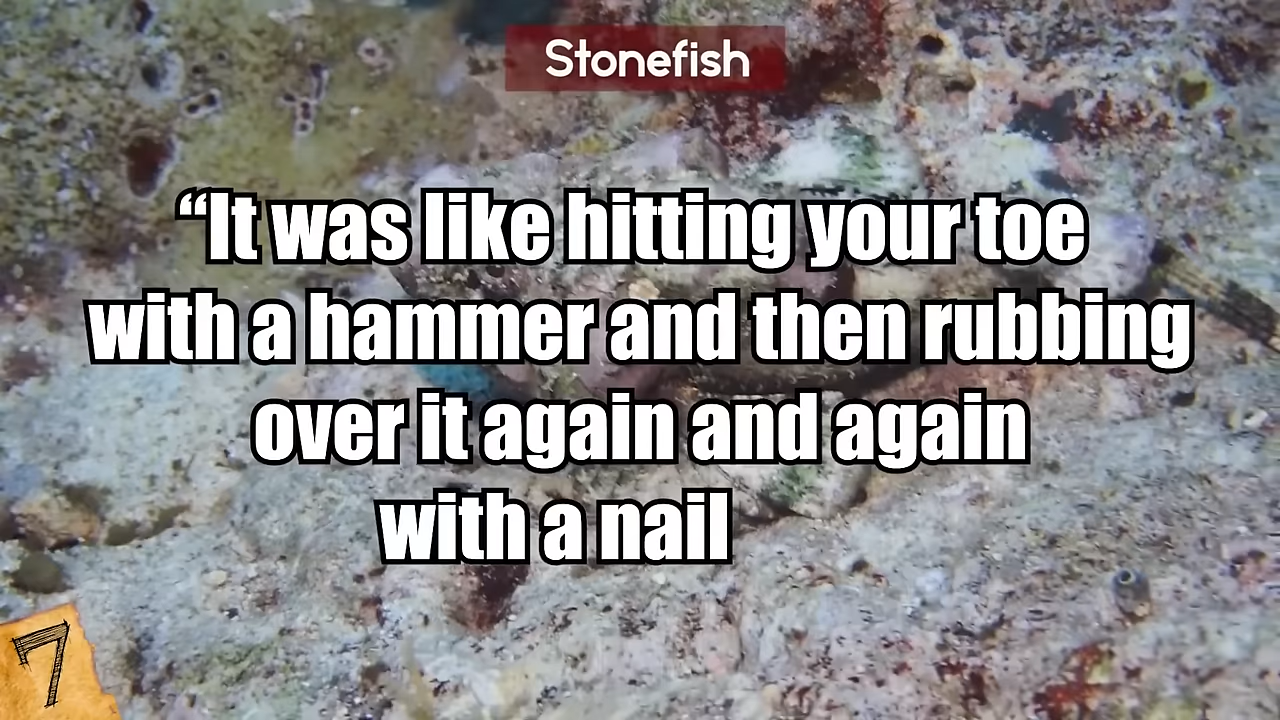 Stonefish
“It was like hitting your toe
with a hammer and then rubbing
over it again and again
with a nail
7